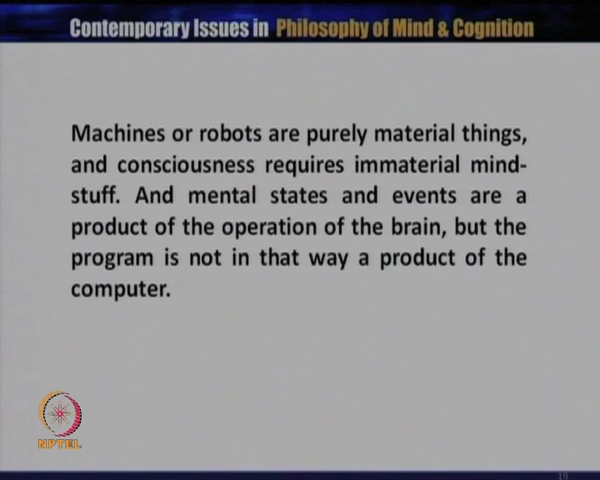 Contemporary Issues in Philosophy of Mind & Cognition
Machines or robots are purely material things,
and consciousness requires immaterial mind-
stuff. And mental states and events are a
product of the operation of the brain, but the
program is not in that way a product of the
computer.
NPTEL
19